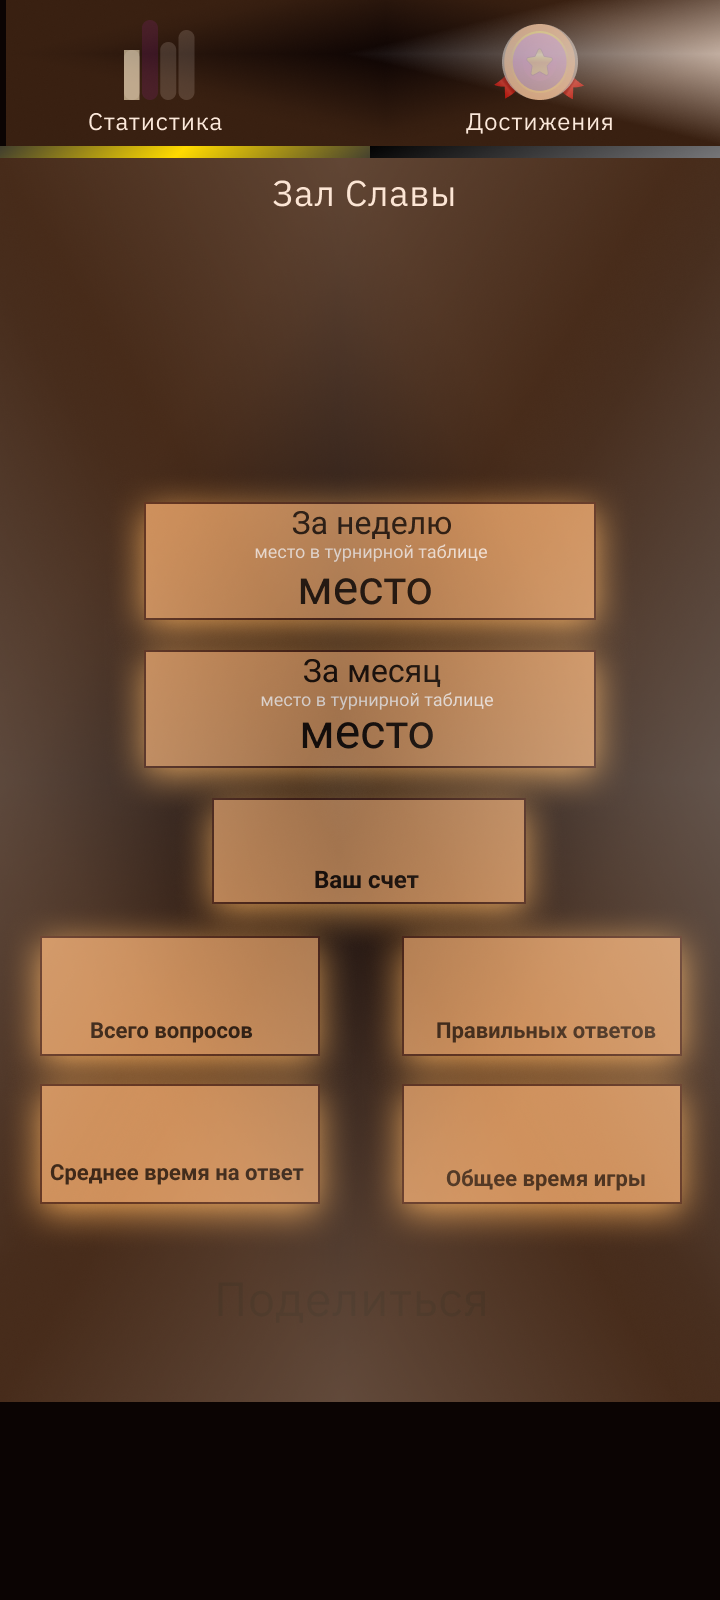 Статистика
Достижения
Зал Славы
За неделю
место в турнирной таблице
место
За месяц
место в турнирной таблице
место
Ваш счет
Всего вопросов
Правильных ответов
Среднее время на ответ
Общее время игры
Поделиться